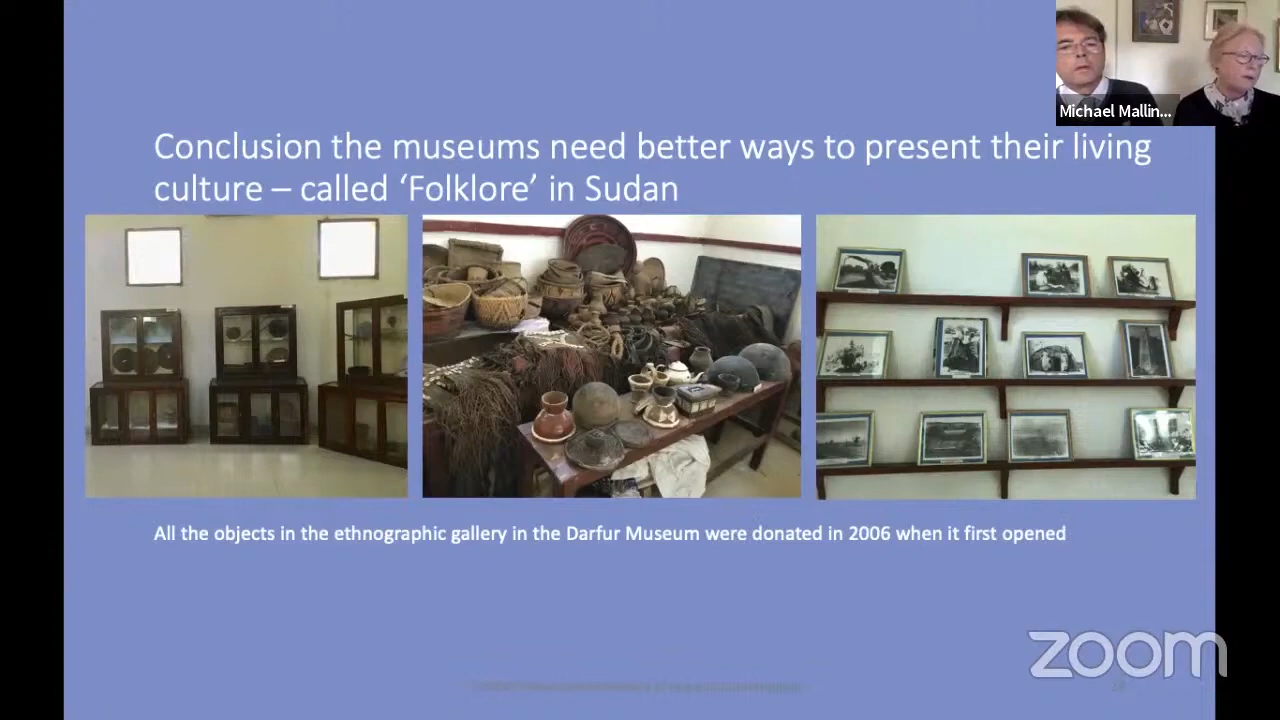 Michael Mallin...
Conclusion the museums need better ways to present their living
culture – called ‘Folklore’ in Sudan
All the objects in the ethnographic gallery in the Darfur Museum were donated in 2006 when it first opened
zoom